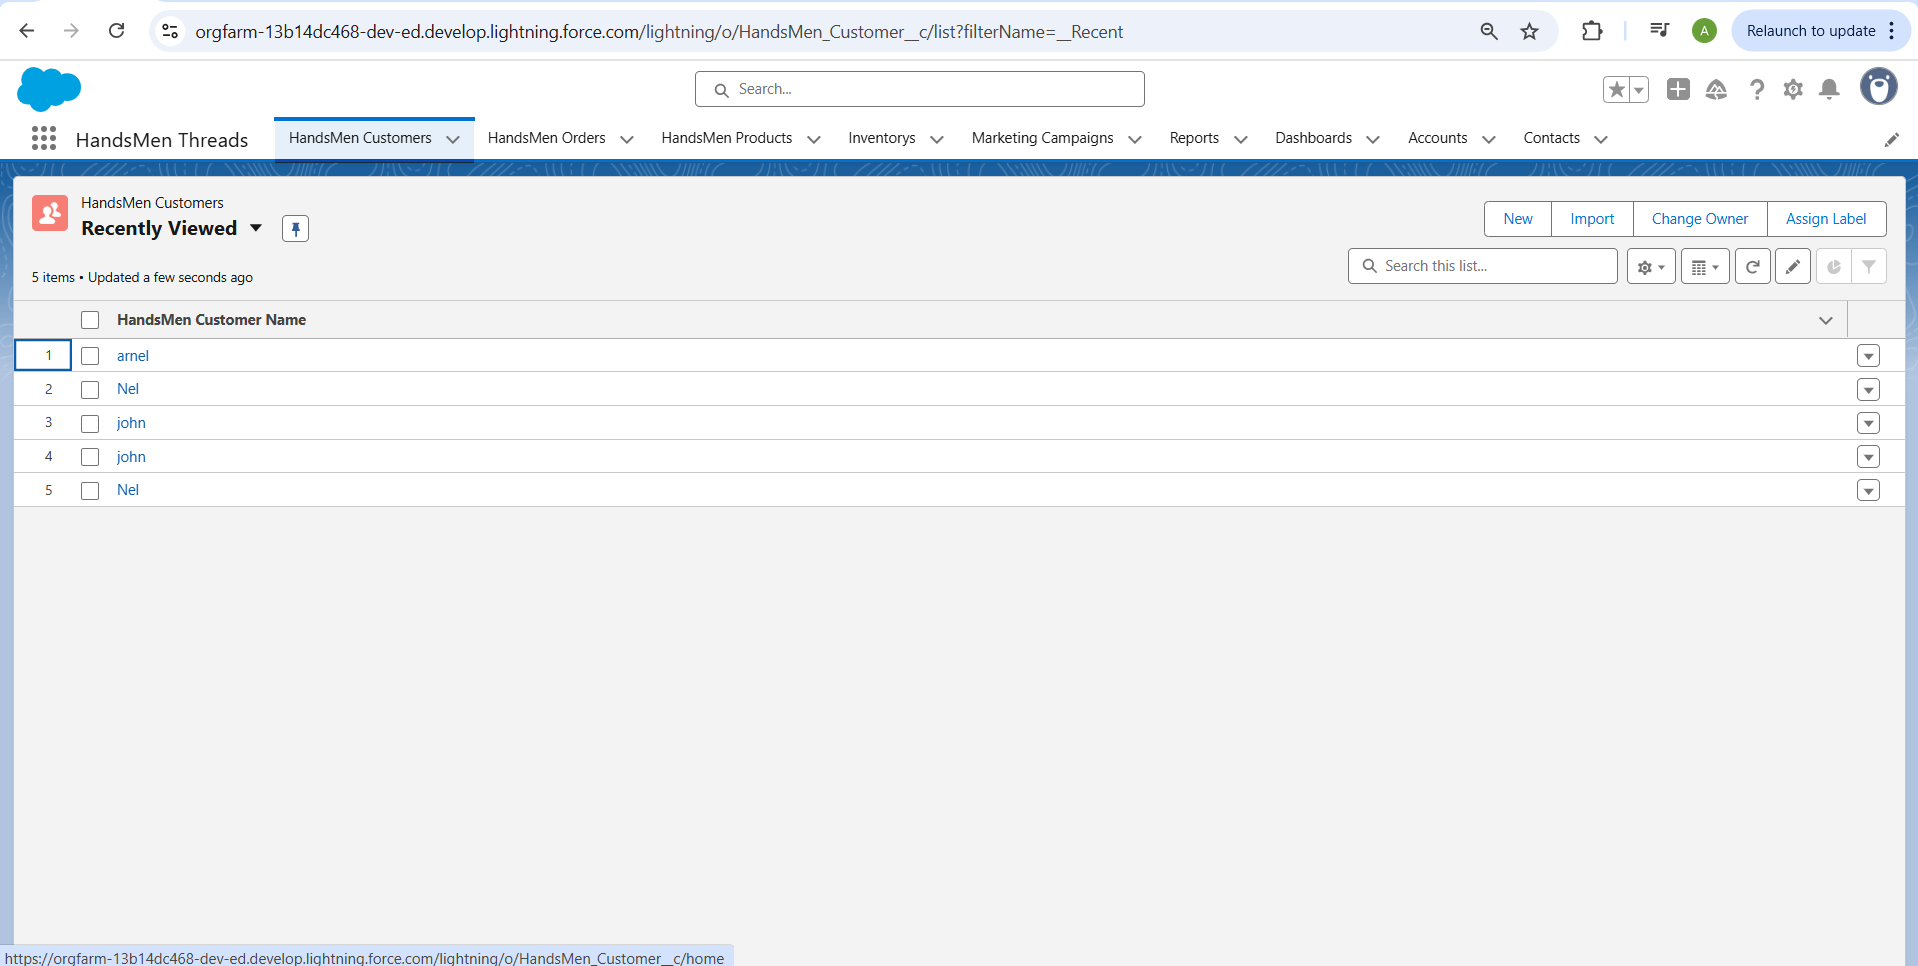 orgfarm-13b14dc468-dev-ed.develop.lightning.force.com/lightning/o/HandsMen_Customer__c/list?filterName=__Recent
A
Relaunch to update
Search...
HandsMen Threads
HandsMen Customers
HandsMen Orders
HandsMen Products
Inventorys
Marketing Campaigns
Reports
Dashboards
Accounts
Contacts
HandsMen Customers
Recently Viewed
New
Import
Change Owner
Assign Label
5 items • Updated a few seconds ago
Search this list...
HandsMen Customer Name
1 arnel
2 Nel
3 john
4 john
5 Nel
https://orgfarm-13b14dc468-dev-ed.develop.lightning.force.com/lightning/o/HandsMen_Customer__c/home